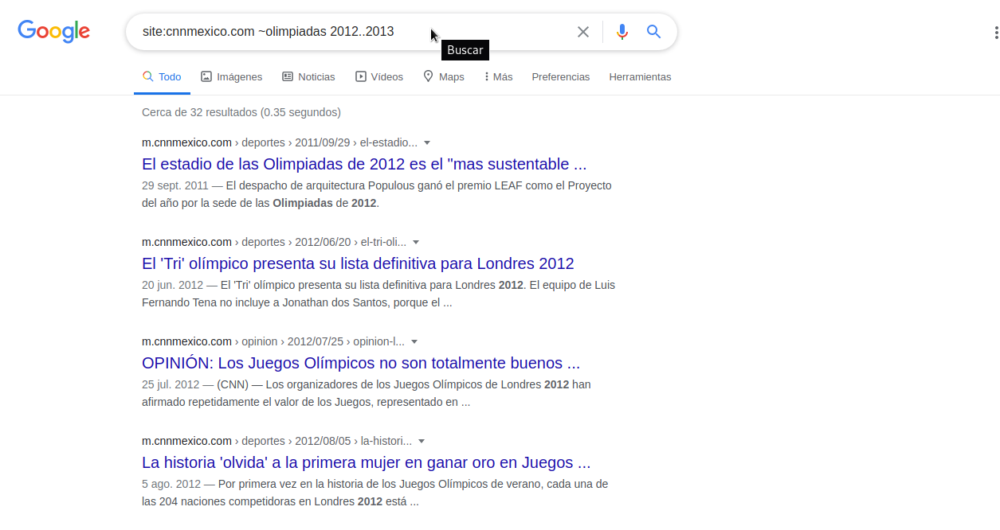 Google
site:cnnmexico.com ~olimpiadas 2012..2013
Buscar
Todo Imágenes Noticias Vídeos Maps Más Preferencias Herramientas
Cerca de 32 resultados (0.35 segundos)
m.cnnmexico.com › deportes › 2011/09/29 › el-estadio...
El estadio de las Olimpiadas de 2012 es el "mas sustentable ...
29 sept. 2011 — El despacho de arquitectura Populous ganó el premio LEAF como el Proyecto
del año por la sede de las Olimpiadas de 2012.
m.cnnmexico.com › deportes › 2012/06/20 › el-tri-oli...
El 'Tri' olímpico presenta su lista definitiva para Londres 2012
20 jun. 2012 — El 'Tri' olímpico presenta su lista definitiva para Londres 2012. El equipo de Luis
Fernando Tena no incluye a Jonathan dos Santos, porque el ...
m.cnnmexico.com › opinion › 2012/07/25 › opinion-l...
OPINIÓN: Los Juegos Olímpicos no son totalmente buenos ...
25 jul. 2012 — (CNN) — Los organizadores de los Juegos Olímpicos de Londres 2012 han
afirmado repetidamente el valor de los Juegos, representado en ...
m.cnnmexico.com › deportes › 2012/08/05 › la-histori...
La historia 'olvida' a la primera mujer en ganar oro en Juegos ...
5 ago. 2012 — Por primera vez en la historia de los Juegos Olímpicos de verano, cada una de
las 204 naciones competidoras en Londres 2012 está ...